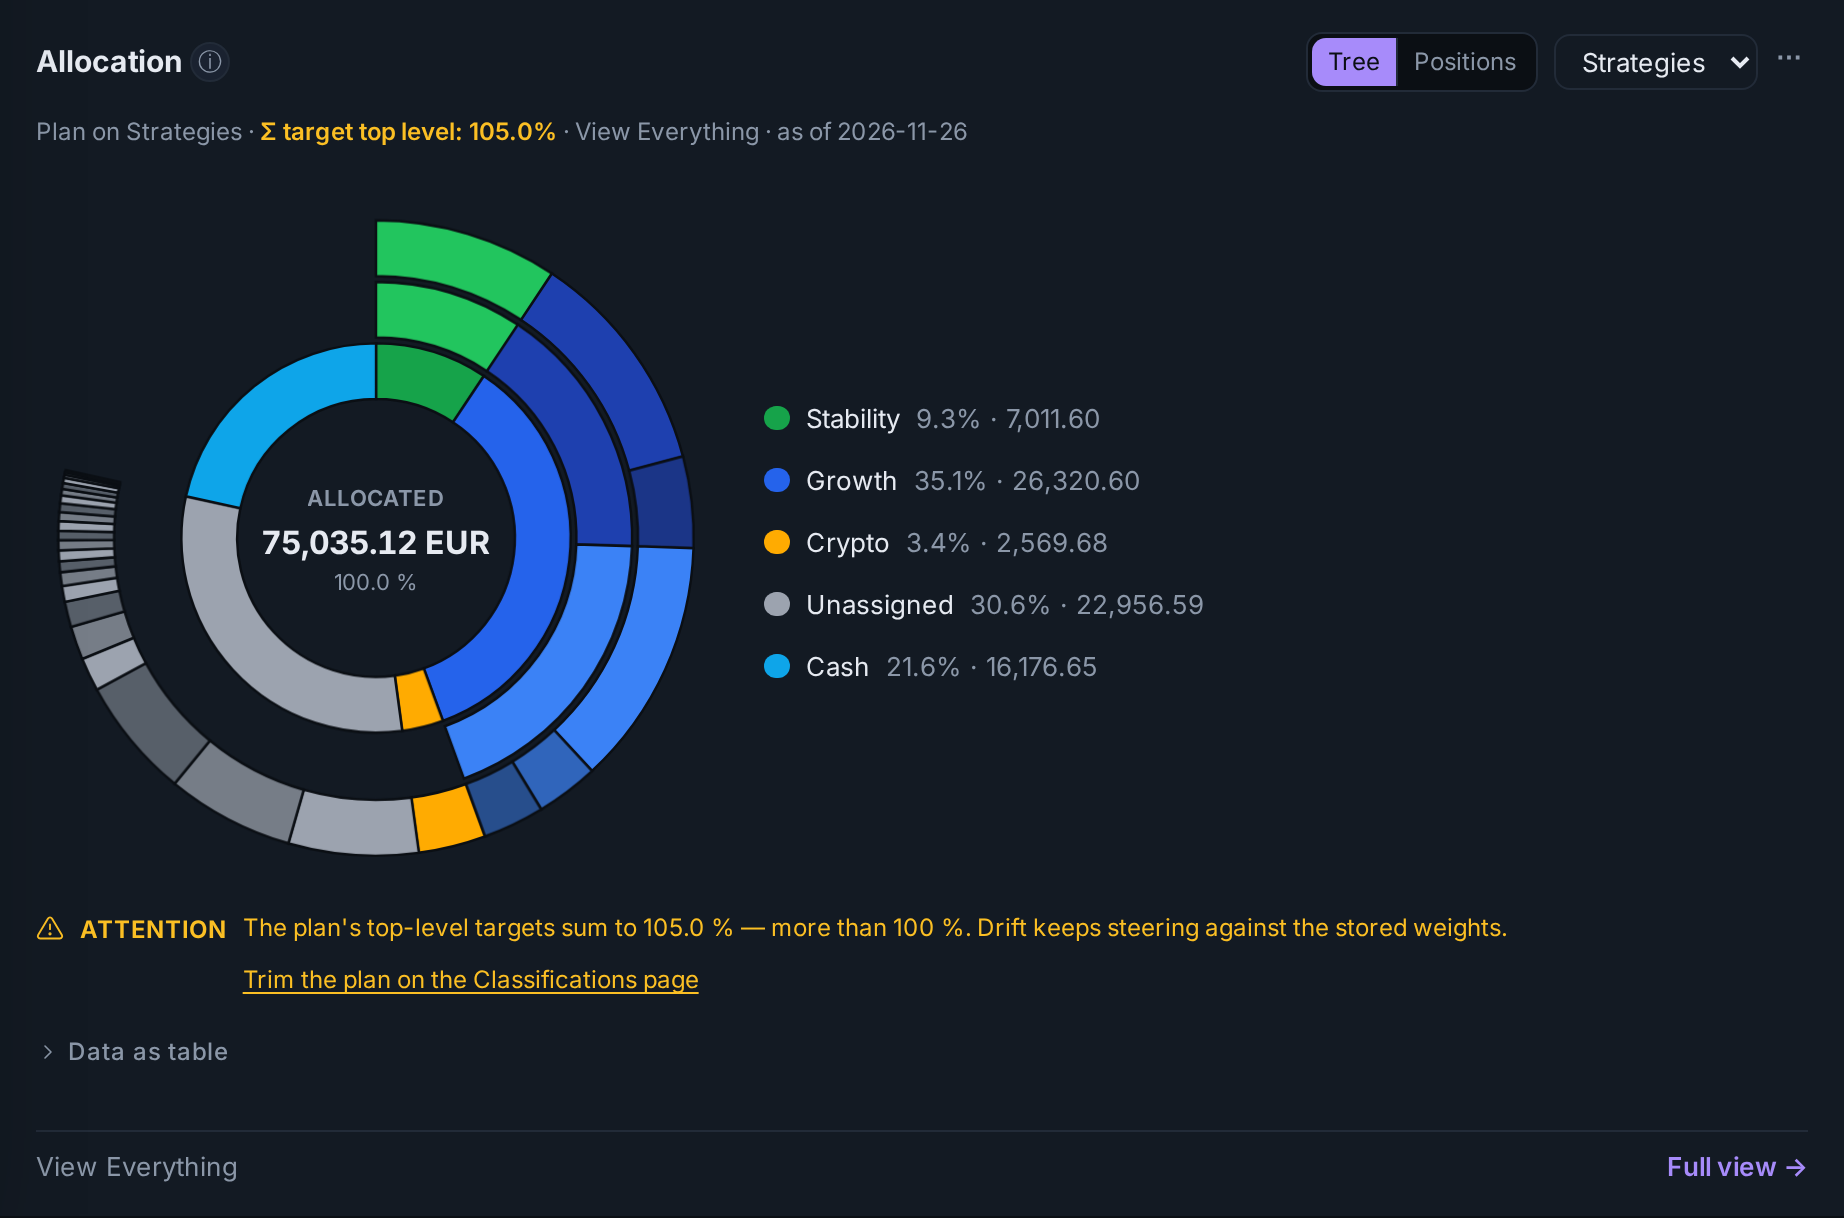 Allocation ⓘ
Tree Positions Strategies ...
Plan on Strategies · Σ target top level: 105.0% · View Everything · as of 2026-11-26
ALLOCATED
75,035.12 EUR
100.0 %
Stability 9.3% · 7,011.60
Growth 35.1% · 26,320.60
Crypto 3.4% · 2,569.68
Unassigned 30.6% · 22,956.59
Cash 21.6% · 16,176.65
ATTENTION The plan's top-level targets sum to 105.0 % — more than 100 %. Drift keeps steering against the stored weights.
Trim the plan on the Classifications page
Data as table
View Everything
Full view →